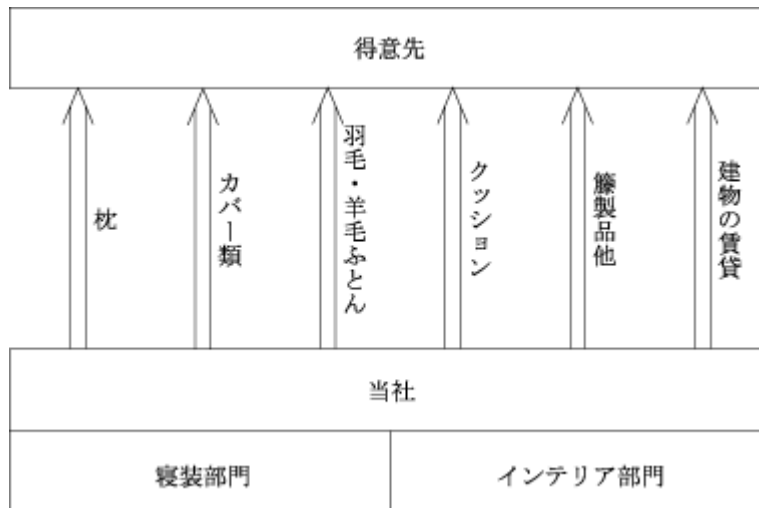 得意先
枕
カバー類
羽毛・羊毛ふとん
クッション
籐製品他
建物の賃貸
当社
寝装部門
インテリア部門